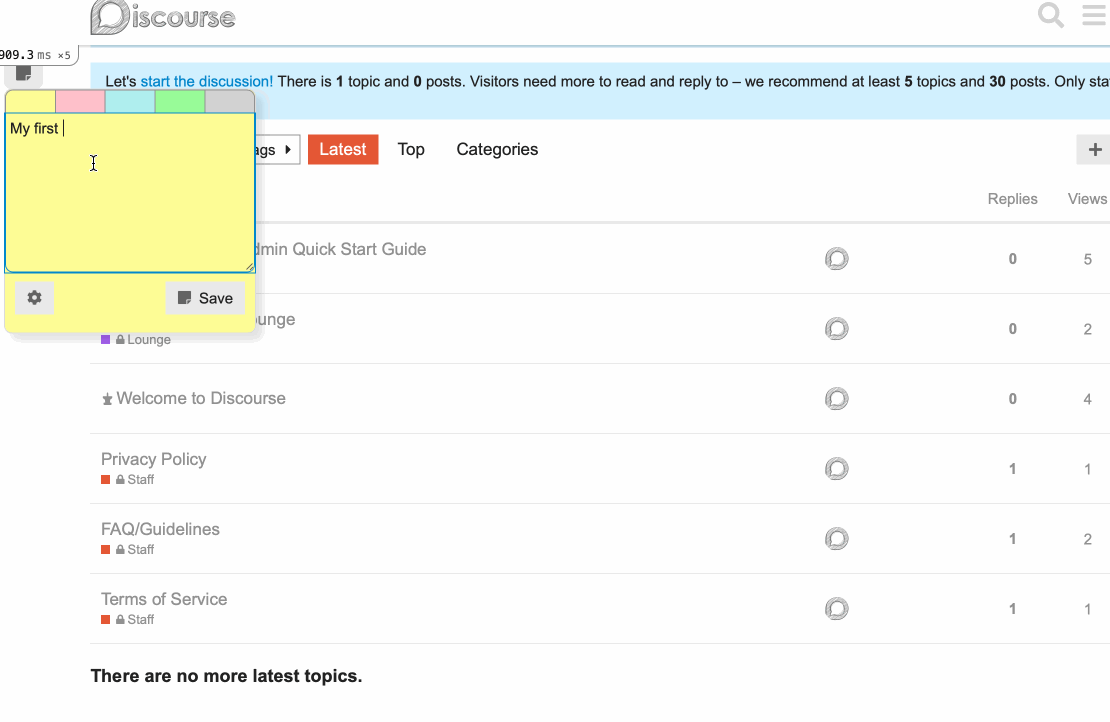 Discourse
909.3 ms ×5
Let's start the discussion! There is 1 topic and 0 posts. Visitors need more to read and reply to – we recommend at least 5 topics and 30 posts. Only sta
My first
ags Latest Top Categories
Replies Views
dmin Quick Start Guide 0 5
Save
ounge 0 2
Lounge
Welcome to Discourse 0 4
Privacy Policy 1 1
Staff
FAQ/Guidelines 1 2
Staff
Terms of Service 1 1
Staff
There are no more latest topics.